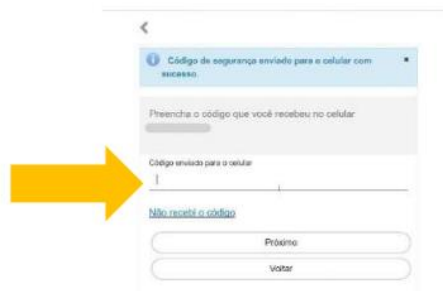 Código de segurança enviado para o celular com
sucesso.
Preencha o código que você recebeu no celular
Código enviado para o celular
Não recebi o código
Próximo
Voltar